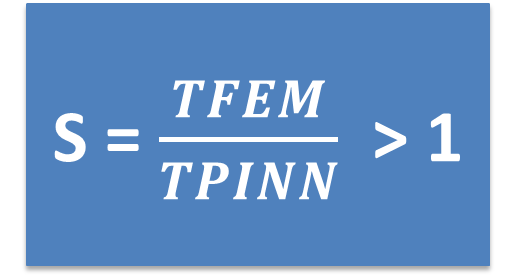 S = TFEM / TPINN > 1